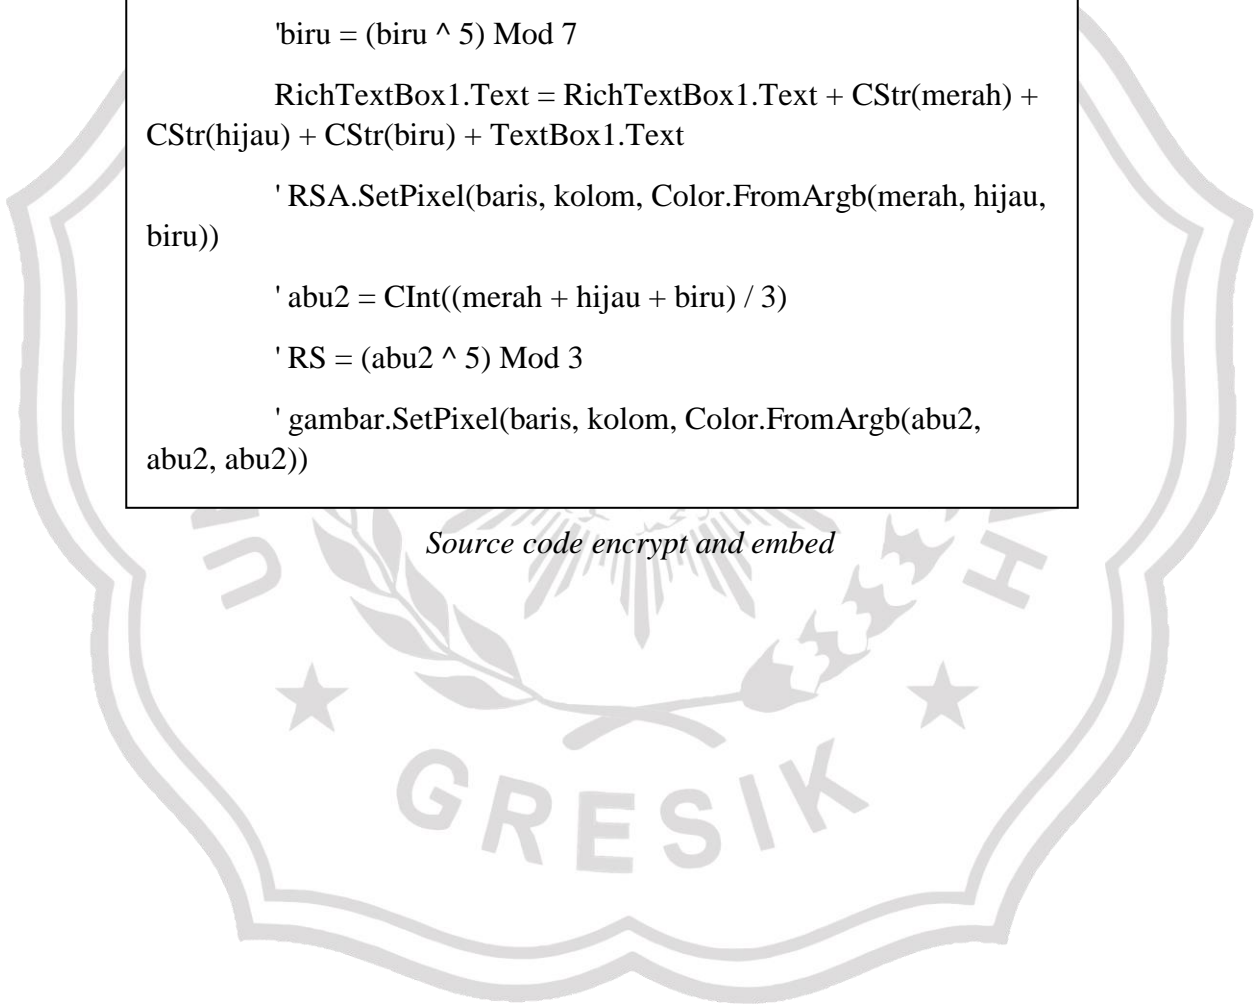 'biru = (biru ^ 5) Mod 7
RichTextBox1.Text = RichTextBox1.Text + CStr(merah) +
CStr(hijau) + CStr(biru) + TextBox1.Text
' RSA.SetPixel(baris, kolom, Color.FromArgb(merah, hijau,
biru))
' abu2 = CInt((merah + hijau + biru) / 3)
' RS = (abu2 ^ 5) Mod 3
' gambar.SetPixel(baris, kolom, Color.FromArgb(abu2,
abu2, abu2))
Source code encrypt and embed
GRESIK